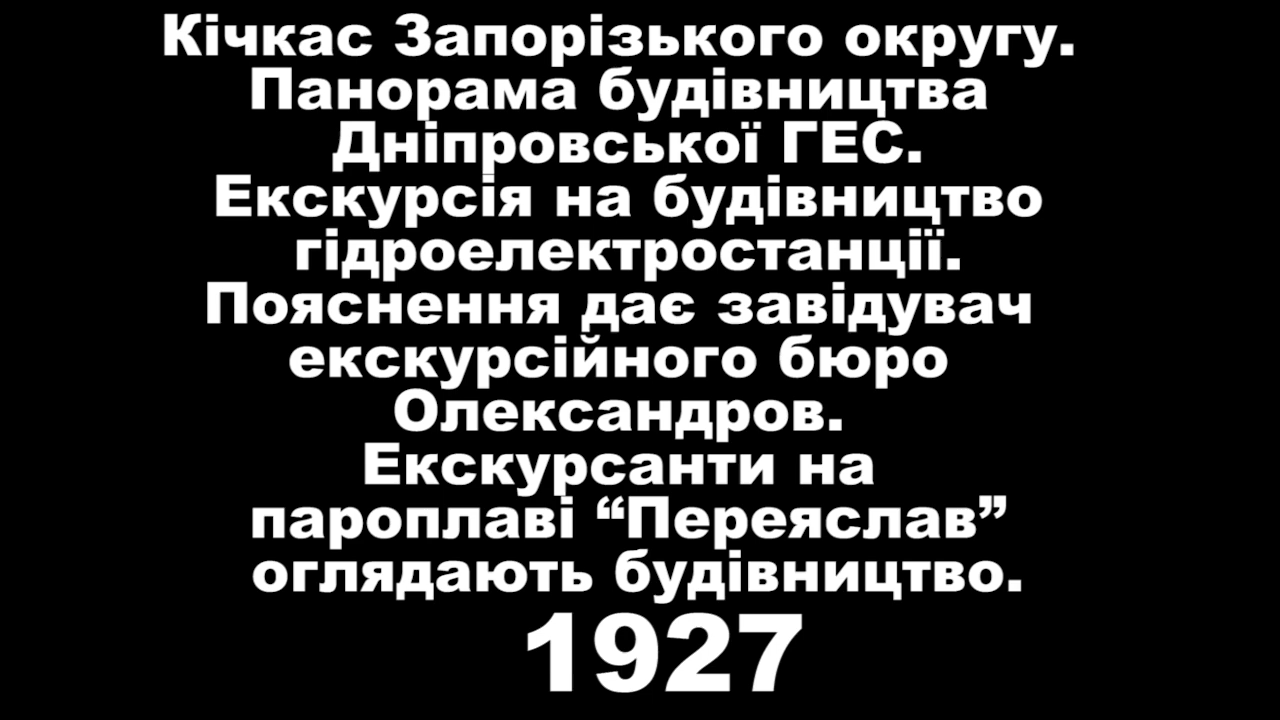 Кічкас Запорізького округу.
Панорама будівництва
Дніпровської ГЕС.
Екскурсія на будівництво
гідроелектростанції.
Пояснення дає завідувач
екскурсійного бюро
Олександров.
Екскурсанти на
пароплаві “Переяслав”
оглядають будівництво.
1927